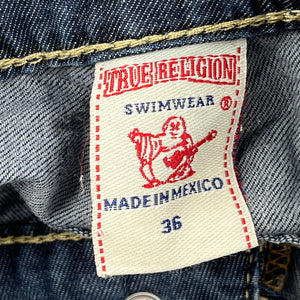 TRUE RELIGION
SWIMWEAR ®
MADE IN MEXICO
36